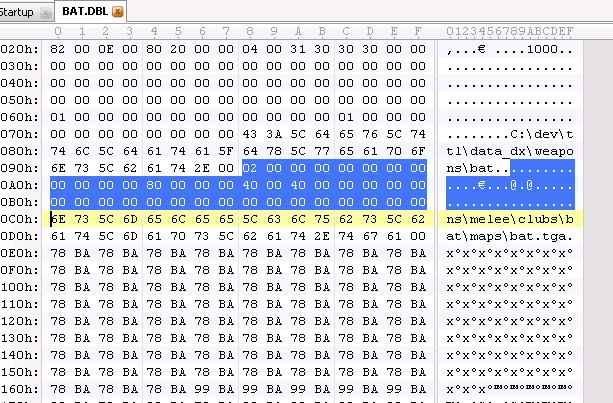 Startup BAT.DBL
0 1 2 3 4 5 6 7 8 9 A B C D E F 0123456789ABCDEF
020h: 82 00 0E 00 80 20 00 00 04 00 31 30 30 30 00 00 ‚...€ ....1000..
030h: 00 00 00 00 00 00 00 00 00 00 00 00 00 00 00 00 ................
040h: 00 00 00 00 00 00 00 00 00 00 00 00 00 00 00 00 ................
050h: 00 00 00 00 00 00 00 00 00 00 00 00 00 00 00 00 ................
060h: 01 00 00 00 00 00 00 00 00 00 00 00 01 00 00 00 ................
070h: 00 00 00 00 00 00 00 00 43 3A 5C 64 65 76 5C 74 ........C:\dev\t
080h: 74 6C 5C 64 61 74 61 5F 64 78 5C 77 65 61 70 6F tl\data_dx\weapo
090h: 6E 73 5C 62 61 74 2E 00 02 00 00 00 00 00 00 00 ns\bat..........
0A0h: 00 00 00 00 80 00 00 00 40 00 40 00 00 00 00 00 ....€...@.@.....
0B0h: 00 00 00 00 00 00 00 00 00 00 00 00 00 00 00 00 ................
0C0h: 6E 73 5C 6D 65 6C 65 65 5C 63 6C 75 62 73 5C 62 ns\melee\clubs\b
0D0h: 61 74 5C 6D 61 70 73 5C 62 61 74 2E 74 67 61 00 at\maps\bat.tga.
0E0h: 78 BA 78 BA 78 BA 78 BA 78 BA 78 BA 78 BA 78 BA xºxºxºxºxºxºxºxº
0F0h: 78 BA 78 BA 78 BA 78 BA 78 BA 78 BA 78 BA 78 BA xºxºxºxºxºxºxºxº
100h: 78 BA 78 BA 78 BA 78 BA 78 BA 78 BA 78 BA 78 BA xºxºxºxºxºxºxºxº
110h: 78 BA 78 BA 78 BA 78 BA 78 BA 78 BA 78 BA 78 BA xºxºxºxºxºxºxºxº
120h: 78 BA 78 BA 78 BA 78 BA 78 BA 78 BA 78 BA 78 BA xºxºxºxºxºxºxºxº
130h: 78 BA 78 BA 78 BA 78 BA 78 BA 78 BA 78 BA 78 BA xºxºxºxºxºxºxºxº
140h: 78 BA 78 BA 78 BA 78 BA 78 BA 78 BA 78 BA 78 BA xºxºxºxºxºxºxºxº
150h: 78 BA 78 BA 78 BA 78 BA 78 BA 78 BA 78 BA 78 BA xºxºxºxºxºxºxºxº
160h: 78 BA 78 BA 78 BA 99 BA 99 BA 99 BA 99 BA 99 BA xºxºxº™º™º™º™º™º